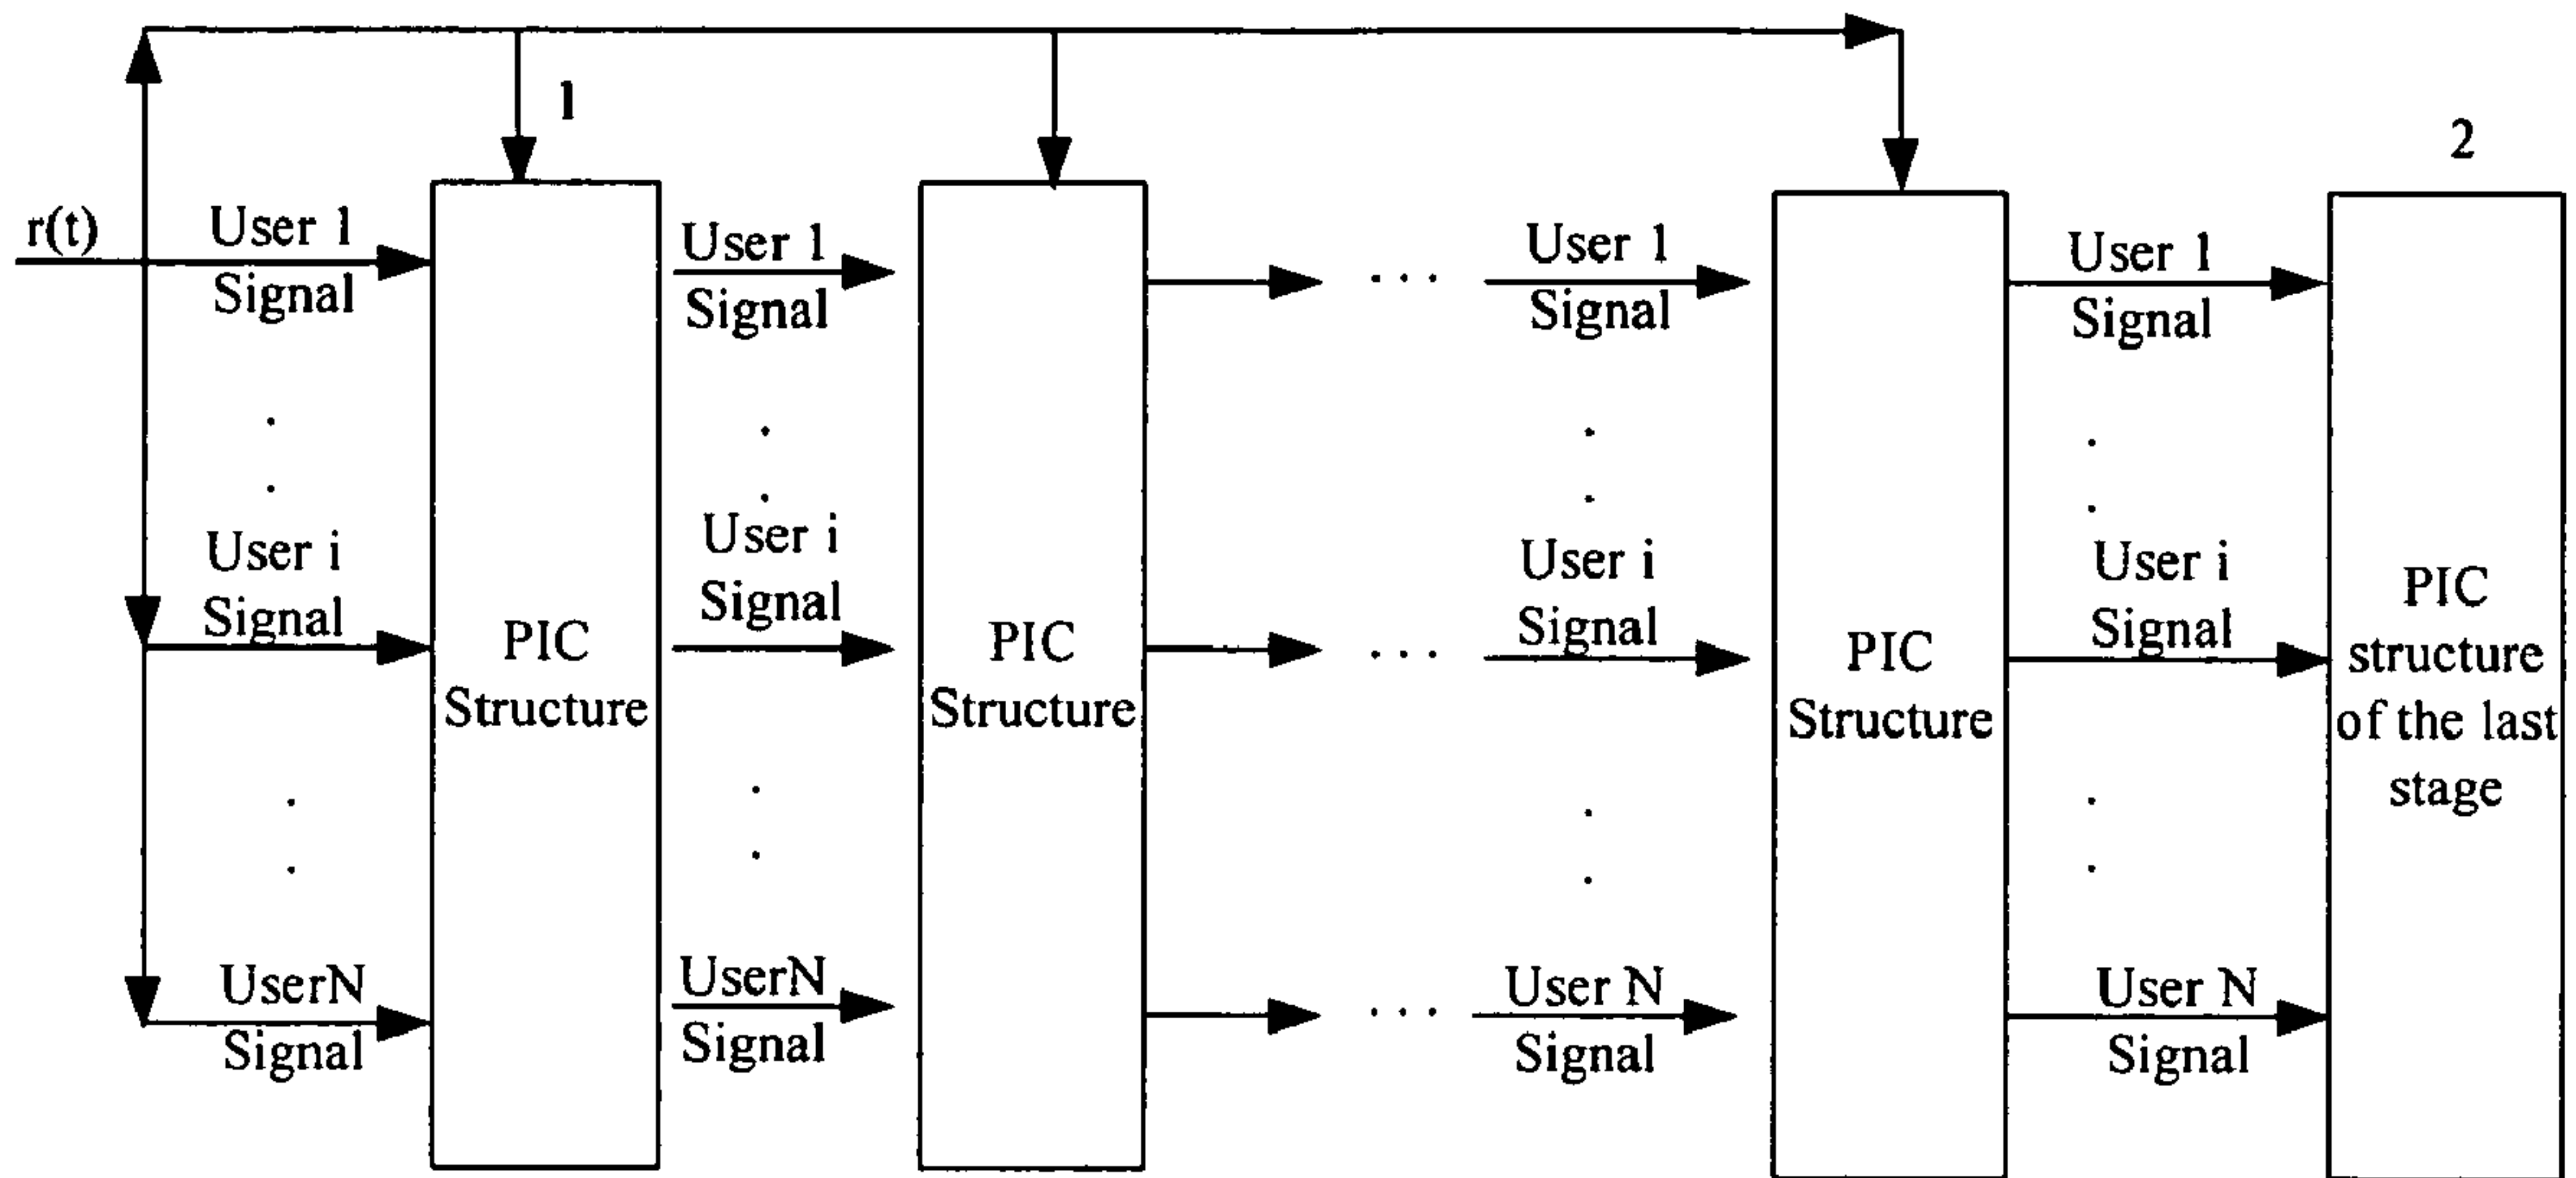 1
2
r(t)
User 1
Signal
User 1
Signal
. . .
User 1
Signal
User 1
Signal
User i
Signal
User i
Signal
. . .
User i
Signal
User i
Signal
PIC
Structure
PIC
Structure
PIC
Structure
PIC
structure
of the last
stage
UserN
Signal
UserN
Signal
. . .
User N
Signal
User N
Signal